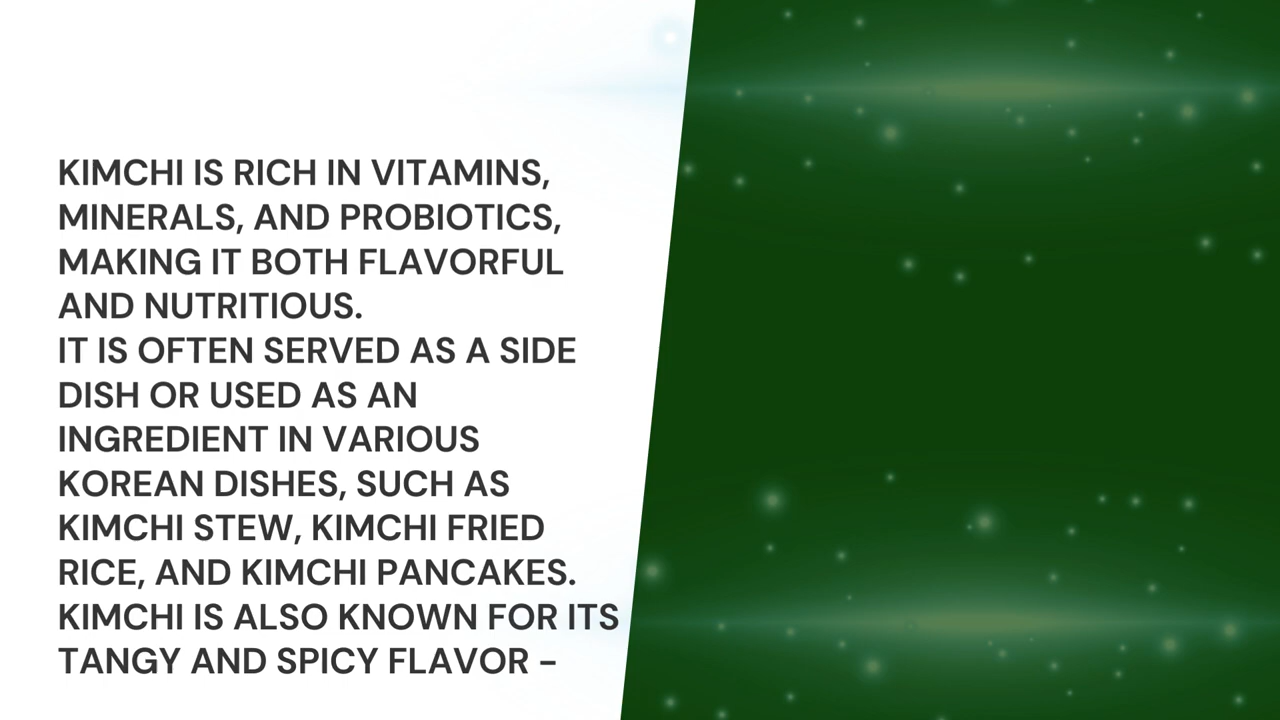 KIMCHI IS RICH IN VITAMINS,
MINERALS, AND PROBIOTICS,
MAKING IT BOTH FLAVORFUL
AND NUTRITIOUS.
IT IS OFTEN SERVED AS A SIDE
DISH OR USED AS AN
INGREDIENT IN VARIOUS
KOREAN DISHES, SUCH AS
KIMCHI STEW, KIMCHI FRIED
RICE, AND KIMCHI PANCAKES.
KIMCHI IS ALSO KNOWN FOR ITS
TANGY AND SPICY FLAVOR -